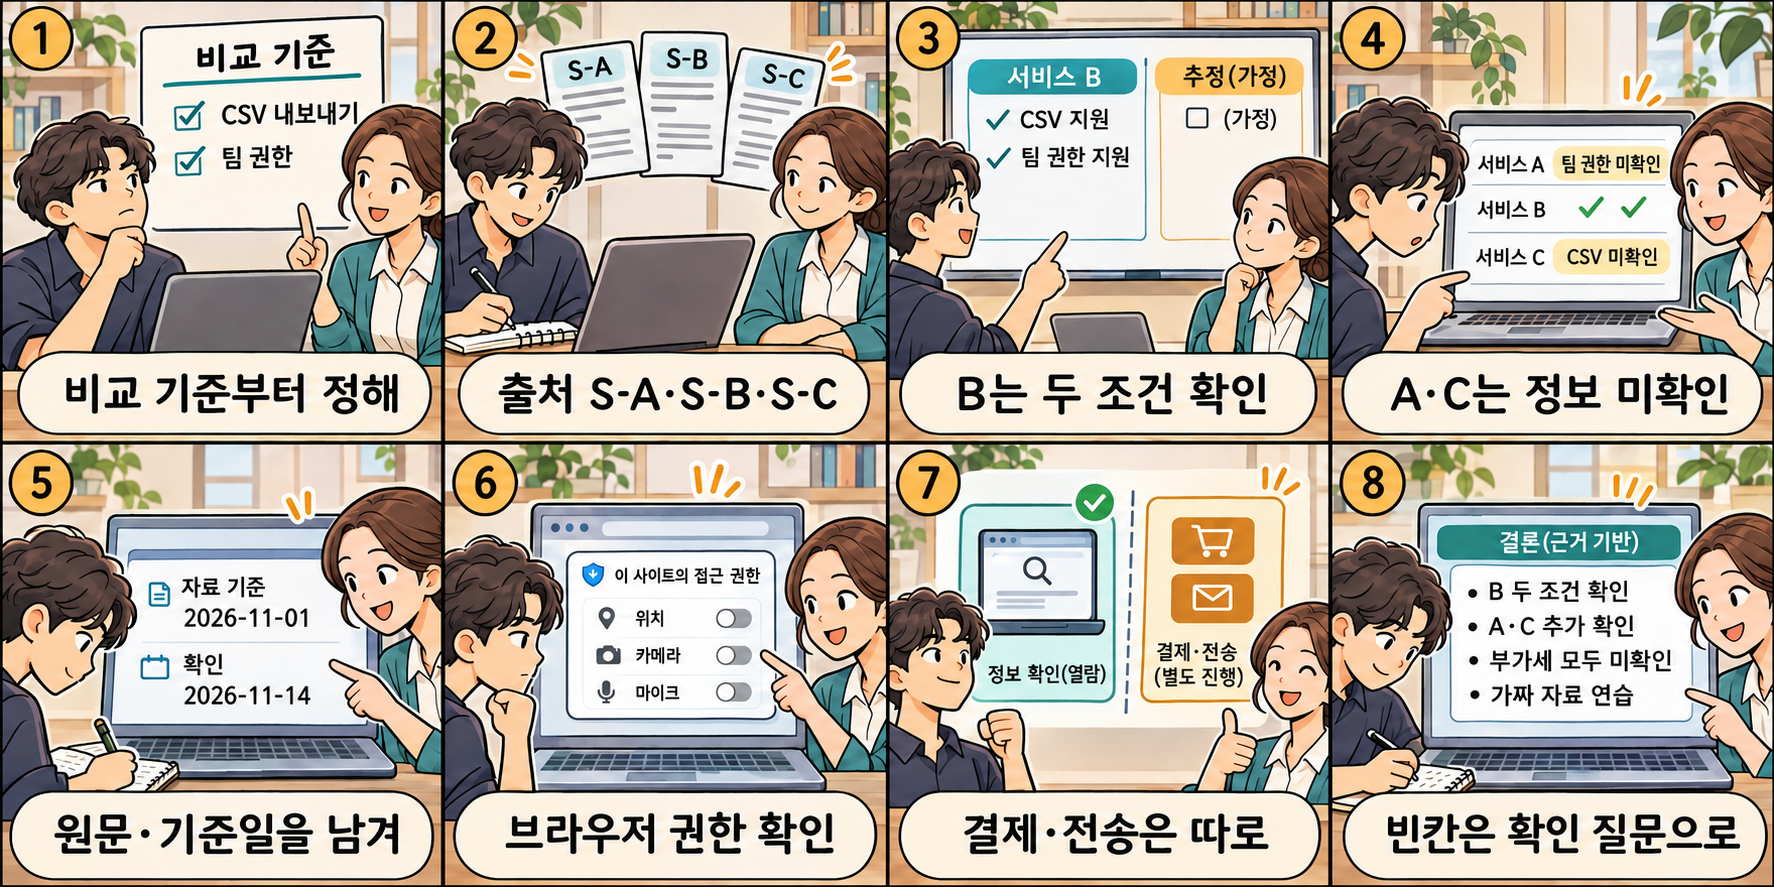 1
비교 기준
CSV 내보내기
팀 권한
비교 기준부터 정해
2
S-A
S-B
S-C
출처 S-A·S-B·S-C
3
서비스 B
CSV 지원
팀 권한 지원
추정(가정)
(가정)
B는 두 조건 확인
4
서비스 A 팀 권한 미확인
서비스 B
서비스 C CSV 미확인
A·C는 정보 미확인
5
자료 기준
2026-11-01
확인
2026-11-14
원문·기준일을 남겨
6
이 사이트의 접근 권한
위치
카메라
마이크
브라우저 권한 확인
7
정보 확인(열람)
결제·전송
(별도 진행)
결제·전송은 따로
8
결론(근거 기반)
• B 두 조건 확인
• A·C 추가 확인
• 부가세 모두 미확인
• 가짜 자료 연습
빈칸은 확인 질문으로